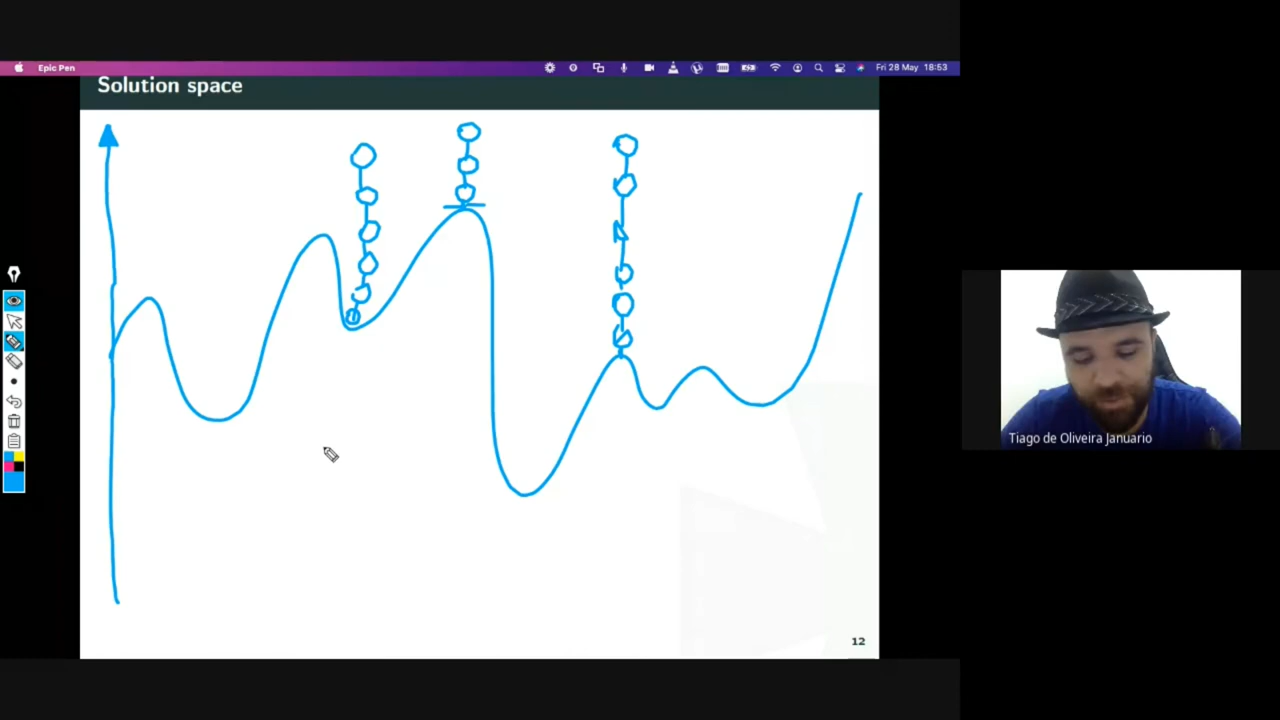 Epic Pen
Fri 28 May 18:53
Solution space
Tiago de Oliveira Januario
12